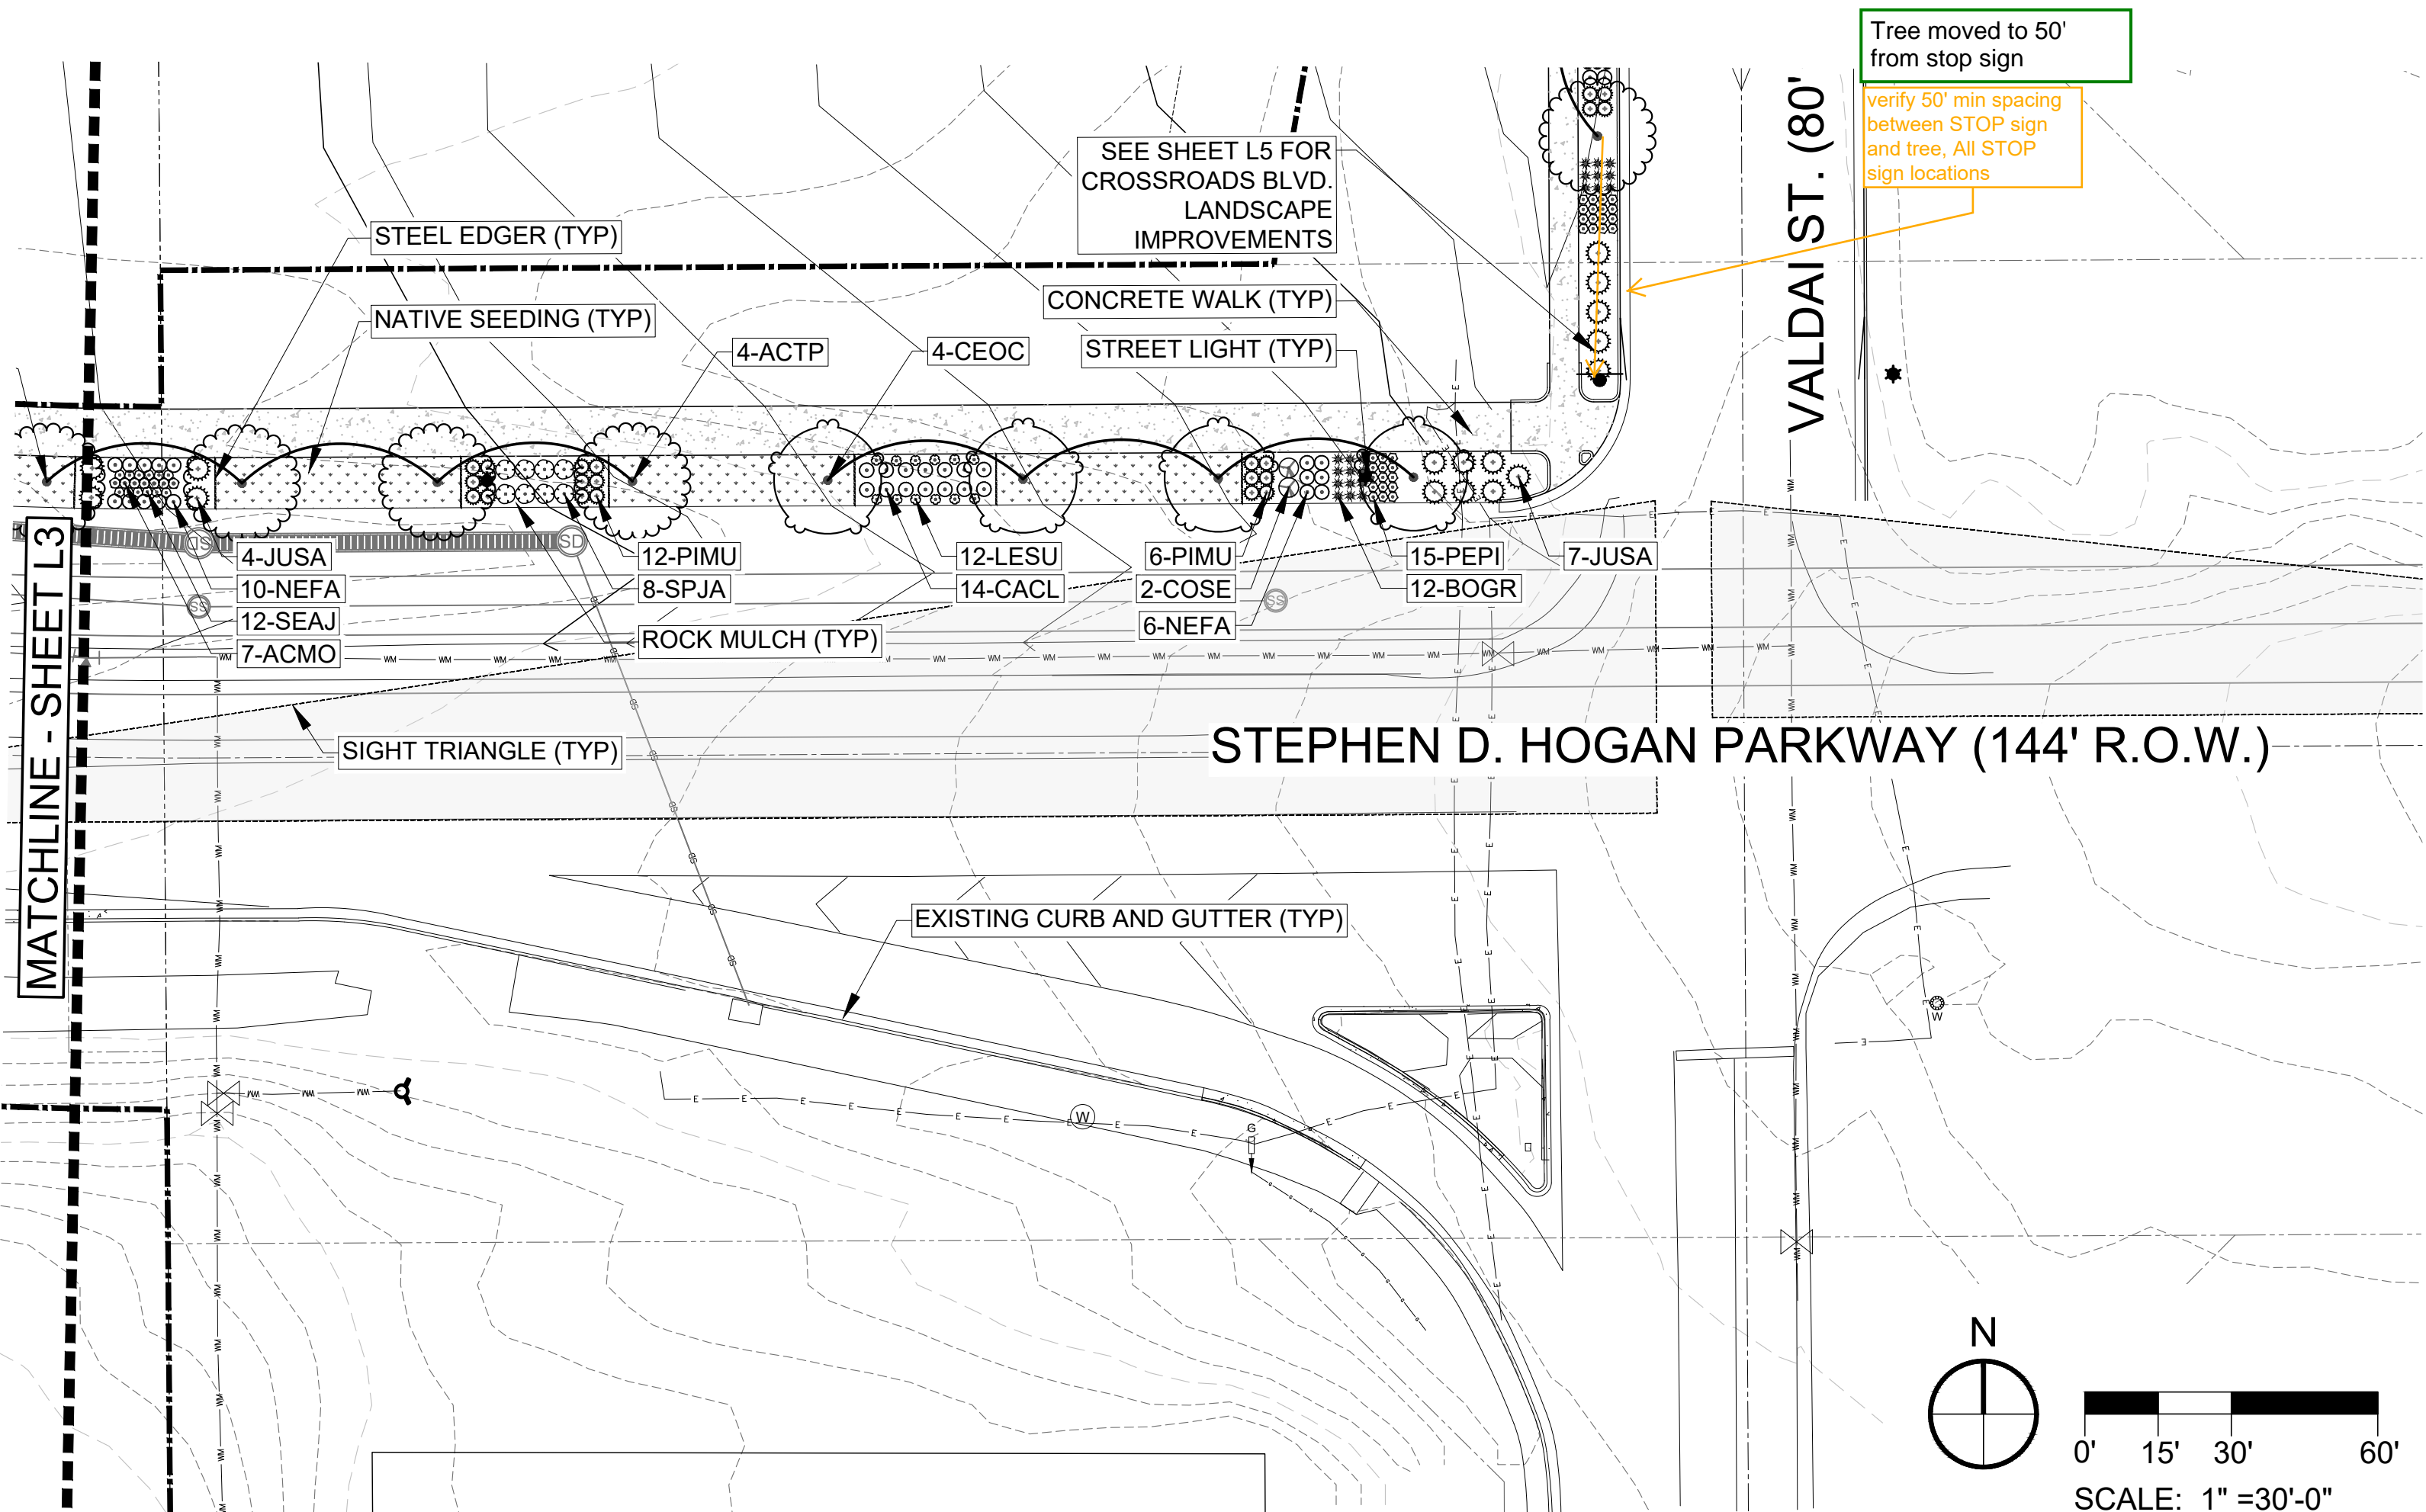 Tree moved to 50'
from stop sign
verify 50' min spacing
between STOP sign
and tree, All STOP
sign locations
VALDAI ST. (80'
SEE SHEET L5 FOR
CROSSROADS BLVD.
LANDSCAPE
IMPROVEMENTS
STEEL EDGER (TYP)
NATIVE SEEDING (TYP)
CONCRETE WALK (TYP)
STREET LIGHT (TYP)
4-ACTP
4-CEOC
4-JUSA
10-NEFA
12-SEAJ
7-ACMO
12-PIMU
8-SPJA
ROCK MULCH (TYP)
12-LESU
14-CACL
6-PIMU
2-COSE
6-NEFA
15-PEPI
12-BOGR
7-JUSA
SD
SD
SS
SS
MATCHLINE - SHEET L3
SIGHT TRIANGLE (TYP)
STEPHEN D. HOGAN PARKWAY (144' R.O.W.)
EXISTING CURB AND GUTTER (TYP)
W
G
W
N
0' 15' 30' 60'
SCALE: 1" =30'-0"